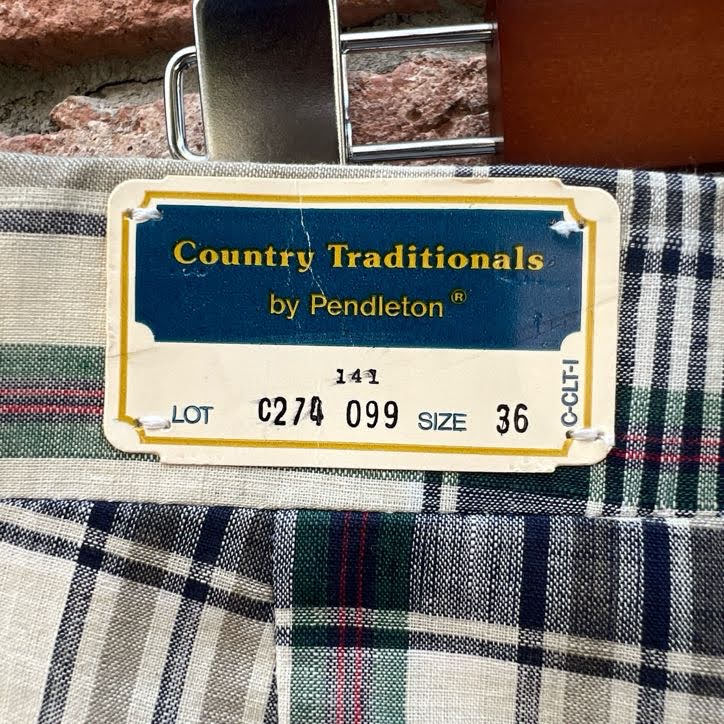 Country Traditionals
by Pendleton®
141
LOT C274 099 SIZE 36
C-CLT-I